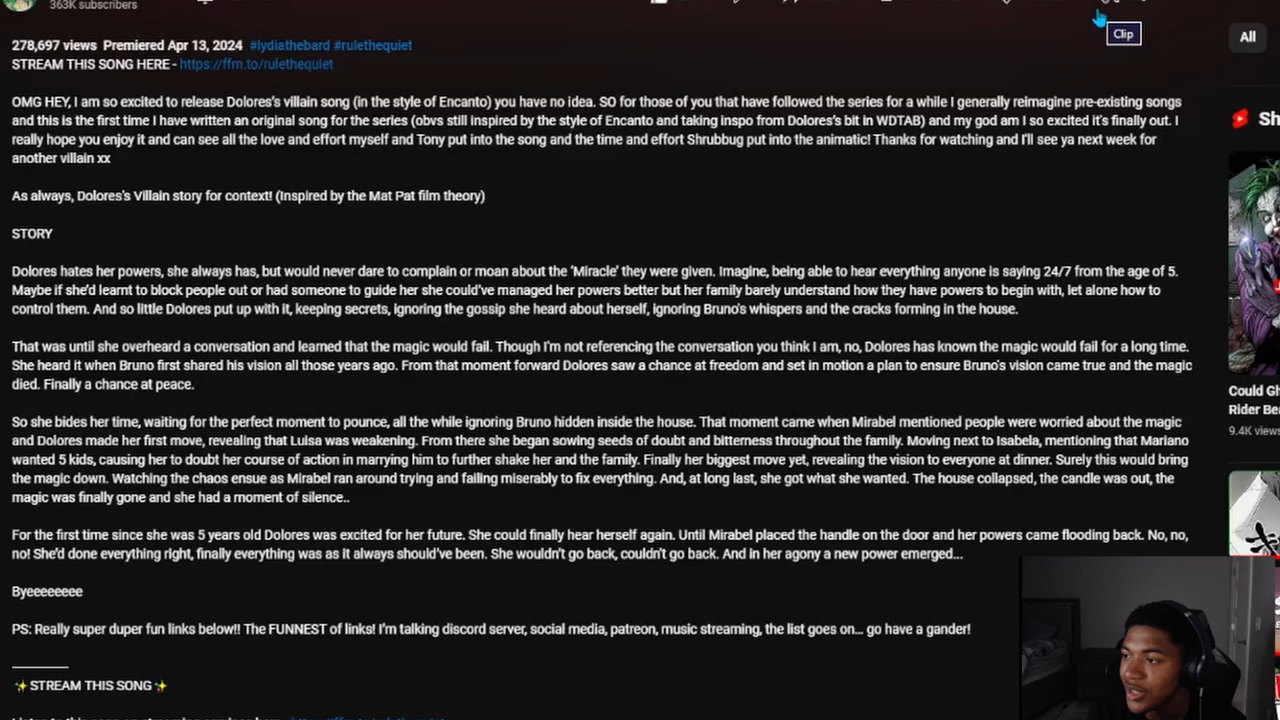 363K subscribers
Clip
278,697 views Premiered Apr 13, 2024 #lydiathebard #rulethequiet
All
STREAM THIS SONG HERE - https://ffm.to/rulethequiet
OMG HEY, I am so excited to release Dolores's villain song (in the style of Encanto) you have no idea. SO for those of you that have followed the series for a while I generally reimagine pre-existing songs
and this is the first time I have written an original song for the series (obvs still inspired by the style of Encanto and taking inspo from Dolores's bit in WDTAB) and my god am I so excited it's finally out. I
really hope you enjoy it and can see all the love and effort myself and Tony put into the song and the time and effort Shrubbug put into the animatic! Thanks for watching and I'll see ya next week for
another villain xx
As always, Dolores's Villain story for context! (Inspired by the Mat Pat film theory)
STORY
Dolores hates her powers, she always has, but would never dare to complain or moan about the 'Miracle' they were given. Imagine, being able to hear everything anyone is saying 24/7 from the age of 5.
Maybe if she'd learnt to block people out or had someone to guide her she could've managed her powers better but her family barely understand how they have powers to begin with, let alone how to
control them. And so little Dolores put up with it, keeping secrets, ignoring the gossip she heard about herself, ignoring Bruno's whispers and the cracks forming in the house.
That was until she overheard a conversation and learned that the magic would fail. Though I'm not referencing the conversation you think I am, no, Dolores has known the magic would fail for a long time.
She heard it when Bruno first shared his vision all those years ago. From that moment forward Dolores saw a chance at freedom and set in motion a plan to ensure Bruno's vision came true and the magic
died. Finally a chance at peace.
So she bides her time, waiting for the perfect moment to pounce, all the while ignoring Bruno hidden inside the house. That moment came when Mirabel mentioned people were worried about the magic
and Dolores made her first move, revealing that Luisa was weakening. From there she began sowing seeds of doubt and bitterness throughout the family. Moving next to Isabela, mentioning that Mariano
wanted 5 kids, causing her to doubt her course of action in marrying him to further shake her and the family. Finally her biggest move yet, revealing the vision to everyone at dinner. Surely this would bring
the magic down. Watching the chaos ensue as Mirabel ran around trying and failing miserably to fix everything. And, at long last, she got what she wanted. The house collapsed, the candle was out, the
magic was finally gone and she had a moment of silence..
For the first time since she was 5 years old Dolores was excited for her future. She could finally hear herself again. Until Mirabel placed the handle on the door and her powers came flooding back. No, no,
no! She'd done everything right, finally everything was as it always should've been. She wouldn't go back, couldn't go back. And in her agony a new power emerged...
Byeeeeeeee
PS: Really super duper fun links below!! The FUNNEST of links! I'm talking discord server, social media, patreon, music streaming, the list goes on... go have a gander!
✨STREAM THIS SONG✨
Sh
Could Gh
Rider Be
9.4K views